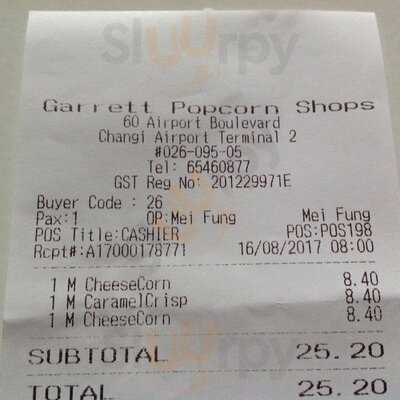 Sluurrpy
Garrett Popcorn Shops
60 Airport Boulevard
Changi Airport Terminal 2
#026-095-05
Tel: 65460877
GST Reg No: 201229971E
Buyer Code : 26
Pax:1 OP:Mei Fung Mei Fung
POS Title:CASHIER POS:POS198
Rcpt#:A17000178771 16/08/2017 08:00
1 M CheeseCorn 8.40
1 M CaramelCrisp 8.40
1 M CheeseCorn 8.40
SUBTOTAL 25.20
Sluurrpy
TOTAL 25.20